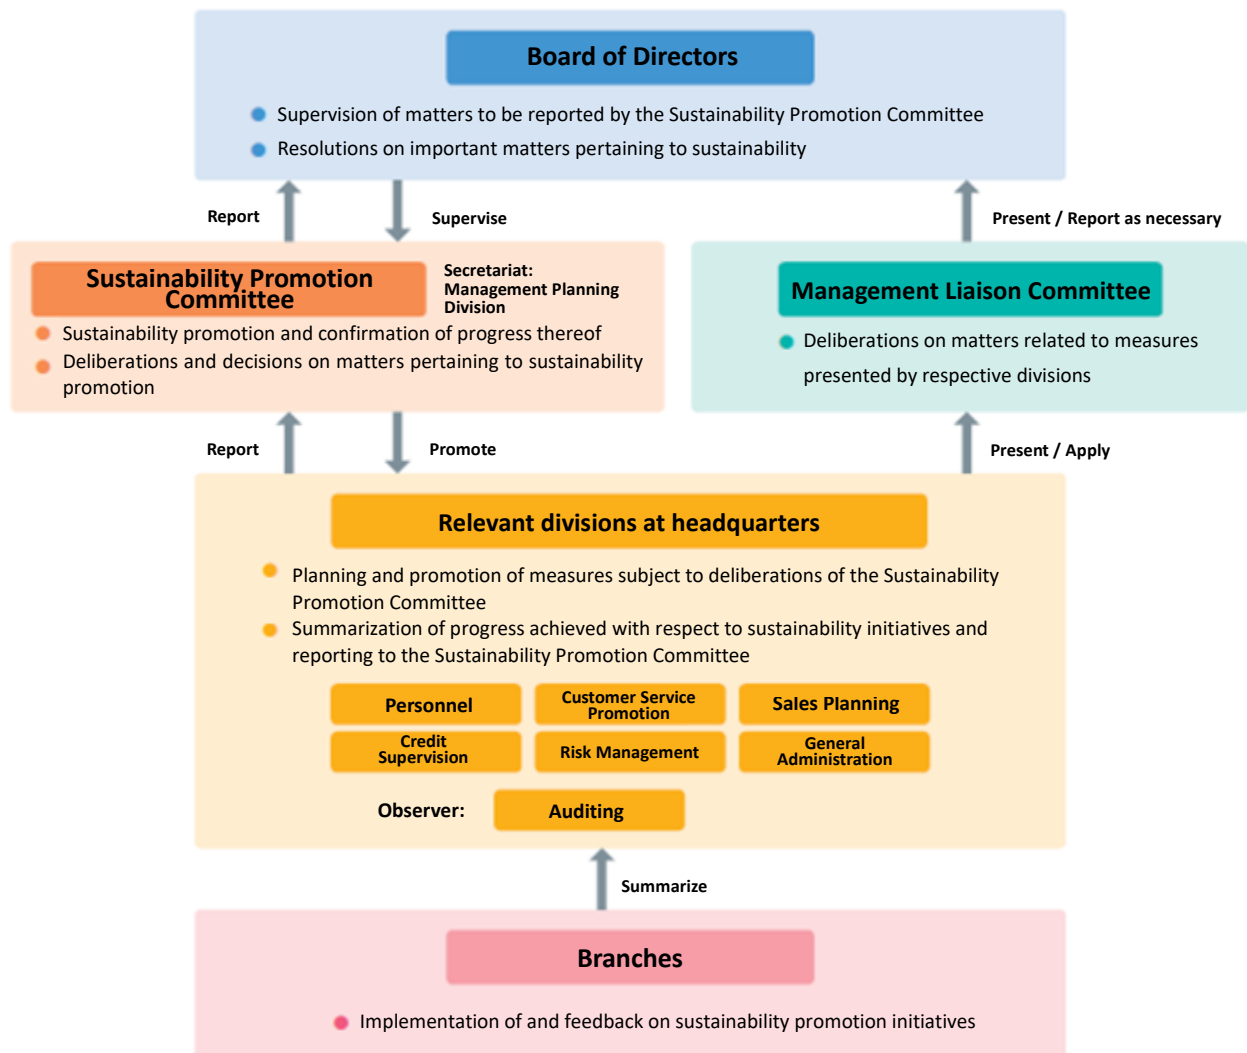 Board of Directors
Supervision of matters to be reported by the Sustainability Promotion Committee
Resolutions on important matters pertaining to sustainability
Report
Supervise
Present / Report as necessary
Sustainability Promotion
Committee
Secretariat:
Management Planning
Division
Sustainability promotion and confirmation of progress thereof
Deliberations and decisions on matters pertaining to sustainability
promotion
Management Liaison Committee
Deliberations on matters related to measures
presented by respective divisions
Report
Promote
Present / Apply
Relevant divisions at headquarters
Planning and promotion of measures subject to deliberations of the Sustainability
Promotion Committee
Summarization of progress achieved with respect to sustainability initiatives and
reporting to the Sustainability Promotion Committee
Personnel
Customer Service
Promotion
Sales Planning
Credit
Supervision
Risk Management
General
Administration
Observer:
Auditing
Summarize
Branches
Implementation of and feedback on sustainability promotion initiatives